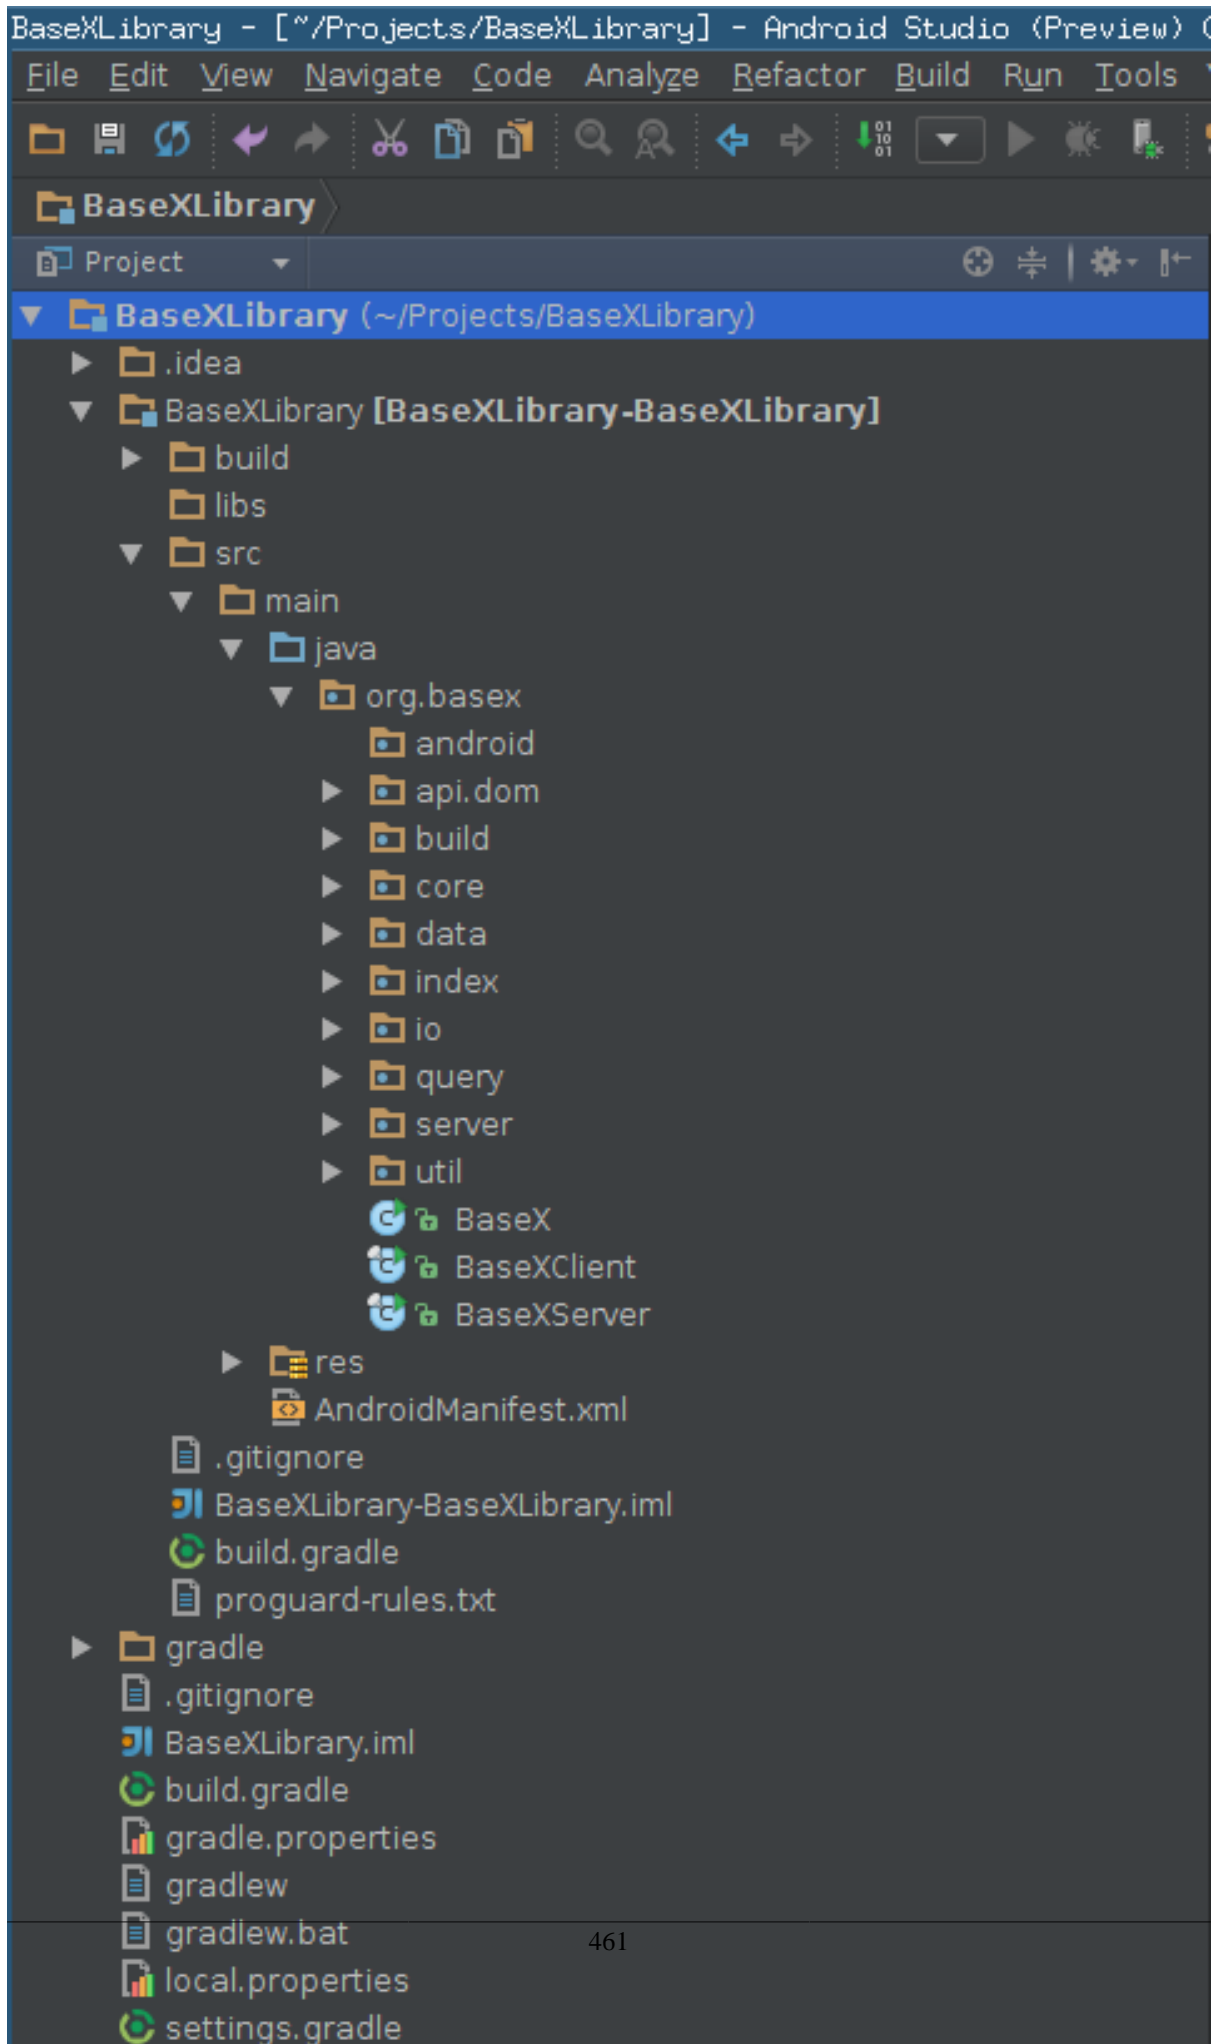 BaseXLibrary - [~/Projects/BaseXLibrary] - Android Studio (Preview)
File Edit View Navigate Code Analyze Refactor Build Run Tools
BaseXLibrary
Project
BaseXLibrary (~/Projects/BaseXLibrary)
.idea
BaseXLibrary [BaseXLibrary-BaseXLibrary]
build
libs
src
main
java
org.basex
android
api.dom
build
core
data
index
io
query
server
util
BaseX
BaseXClient
BaseXServer
res
AndroidManifest.xml
.gitignore
BaseXLibrary-BaseXLibrary.iml
build.gradle
proguard-rules.txt
gradle
.gitignore
BaseXLibrary.iml
build.gradle
gradle.properties
gradlew
gradlew.bat
461
local.properties
settings.gradle